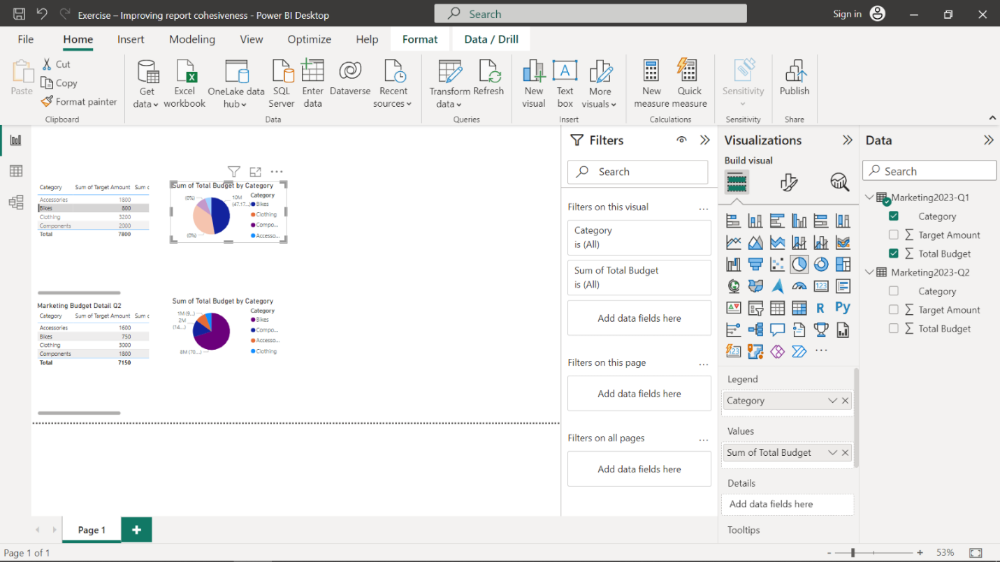 Exercise – Improving report cohesiveness - Power BI Desktop
Search
Sign in
File
Home
Insert
Modeling
View
Optimize
Help
Format
Data / Drill
Paste
Cut
Copy
Format painter
Clipboard
Get data
Excel workbook
OneLake data hub
SQL Server
Enter data
Dataverse
Recent sources
Data
Transform data
Refresh
Queries
New visual
Text box
More visuals
Insert
New measure
Quick measure
Calculations
Sensitivity
Sensitivity
Publish
Share
Category Sum of Target Amount Sum c
Accessories 1800
Bikes 800
Clothing 3200
Components 2000
Total 7800
Sum of Total Budget by Category
(0%)
10M
(47.17...)
(0%)
Category
Bikes
Clothing
Compo...
Accesso...
Marketing Budget Detail Q2
Category Sum of Target Amount Sum c
Accessories 1600
Bikes 750
Clothing 3000
Components 1800
Total 7150
Sum of Total Budget by Category
1M (9...)
2M
(14....)
8M (70....)
Category
Bikes
Compo...
Accesso...
Clothing
Filters
Search
Filters on this visual
...
Category
is (All)
Sum of Total Budget
is (All)
Add data fields here
Filters on this page
...
Add data fields here
Filters on all pages
...
Add data fields here
Visualizations
Build visual
123
R
Py
123
...
Legend
Category
Values
Sum of Total Budget
Details
Add data fields here
Tooltips
Data
Search
Marketing2023-Q1
Category
Σ Target Amount
Σ Total Budget
Marketing2023-Q2
Category
Σ Target Amount
Σ Total Budget
Page 1
+
Page 1 of 1
- + 53%